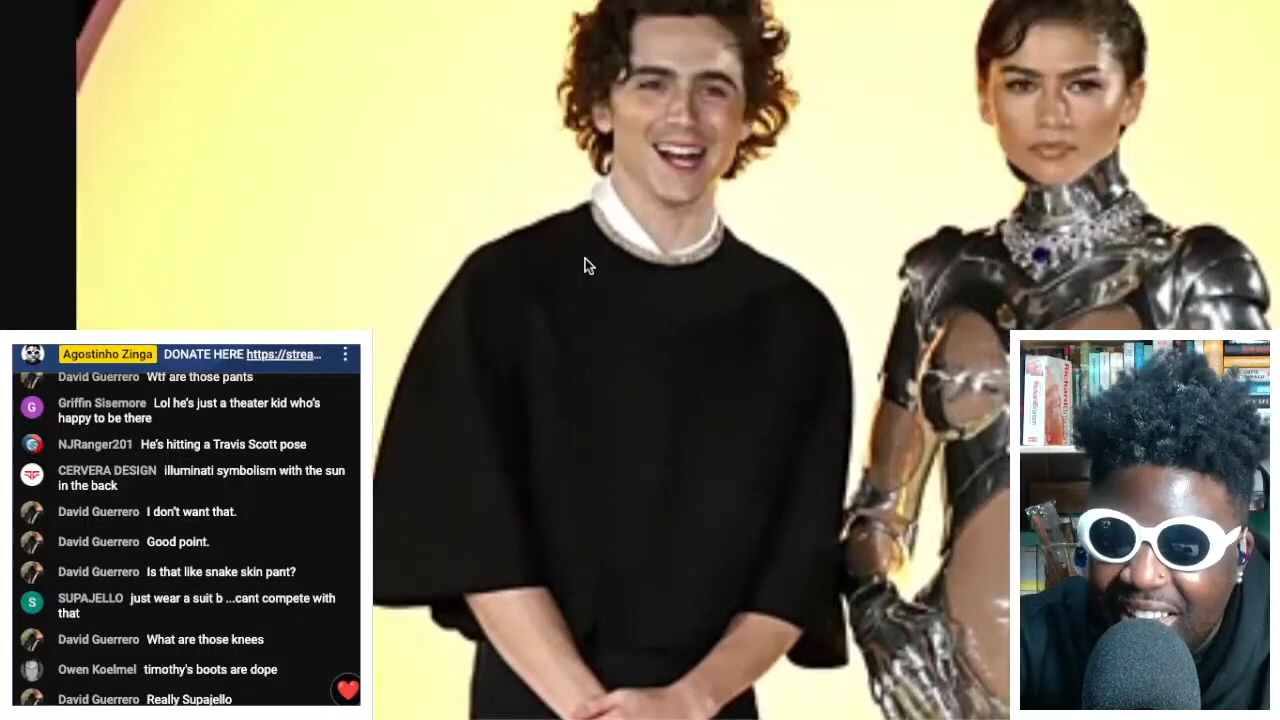 Agostinho Zinga DONATE HERE https://strea...
David Guerrero Wtf are those pants
Griffin Sisemore Lol he's just a theater kid who's
happy to be there
NJRanger201 He's hitting a Travis Scott pose
CERVERA DESIGN illuminati symbolism with the sun
in the back
David Guerrero I don't want that.
David Guerrero Good point.
David Guerrero Is that like snake skin pant?
SUPAJELLO just wear a suit b ...cant compete with
that
David Guerrero What are those knees
Owen Koelmel timothy's boots are dope
David Guerrero Really Supajello